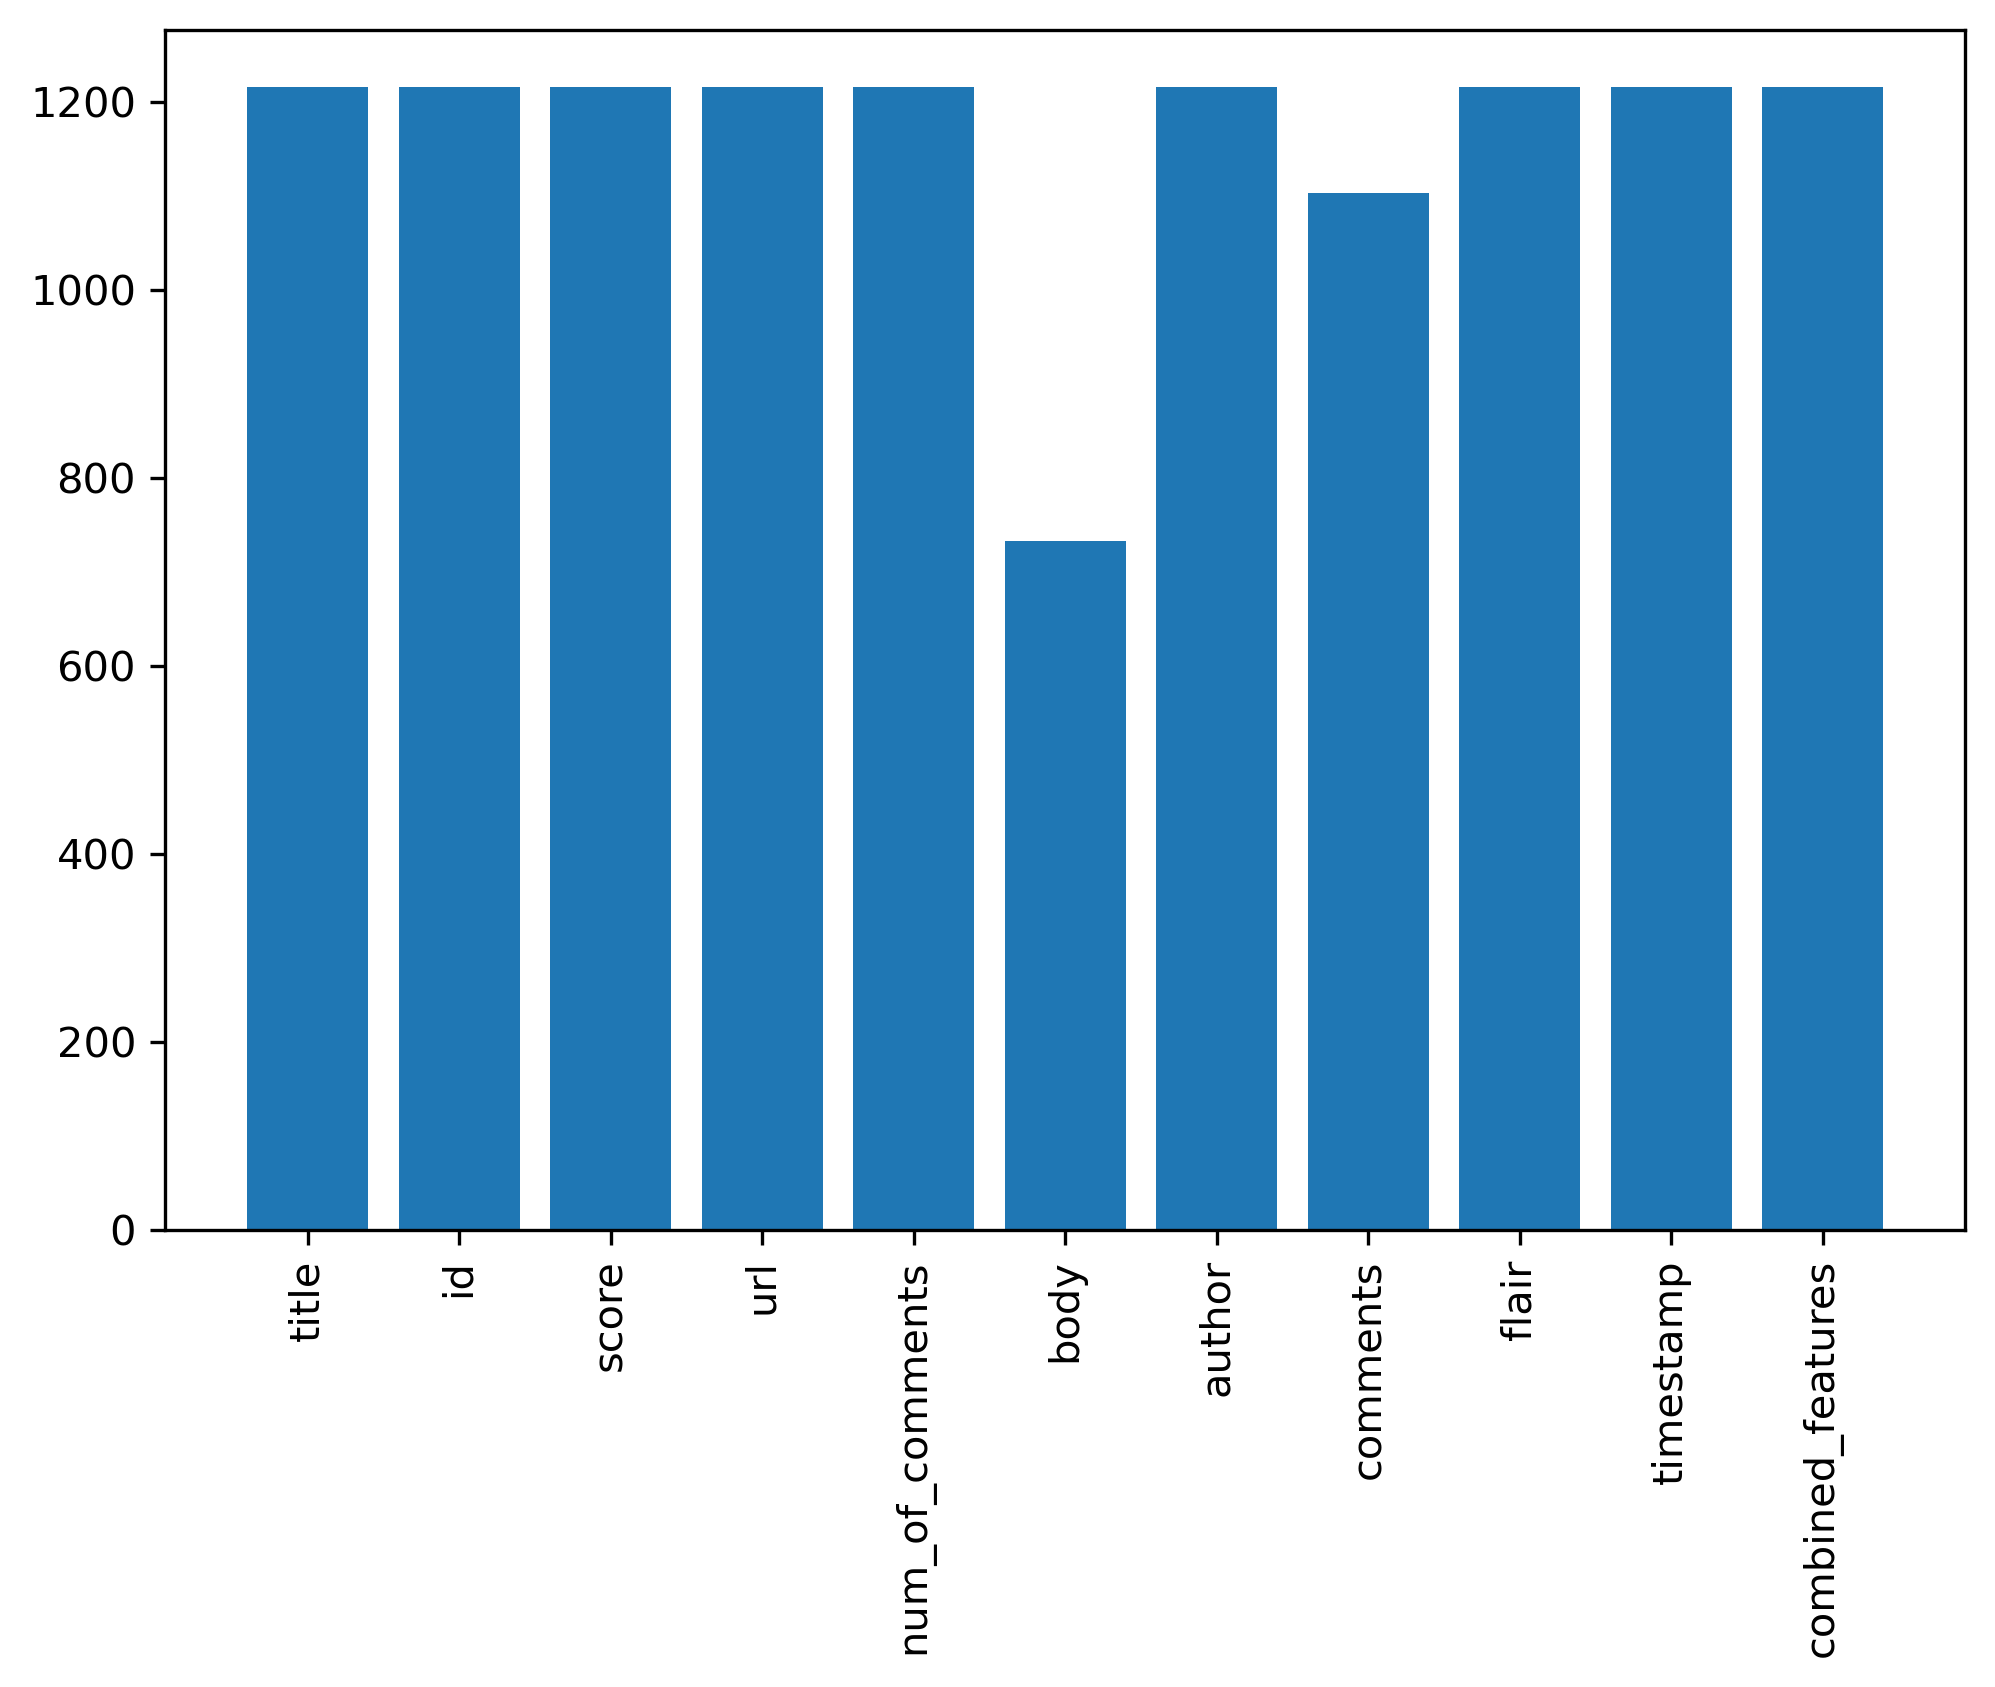 1200
1000
800
600
400
200
0
title
id
score
url
num_of_comments
body
author
comments
flair
timestamp
combined_features